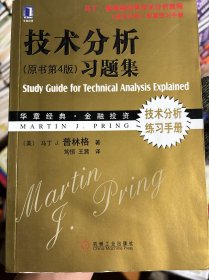 技术分析
(原书第4版) 习题集
Study Guide for Technical Analysis Explained
华章经典·金融投资
MARTIN J. PRING
技术分析
练习手册
(美) 马丁 J. 普林格 著
译
Martin
J. Pring
机械工业出版社